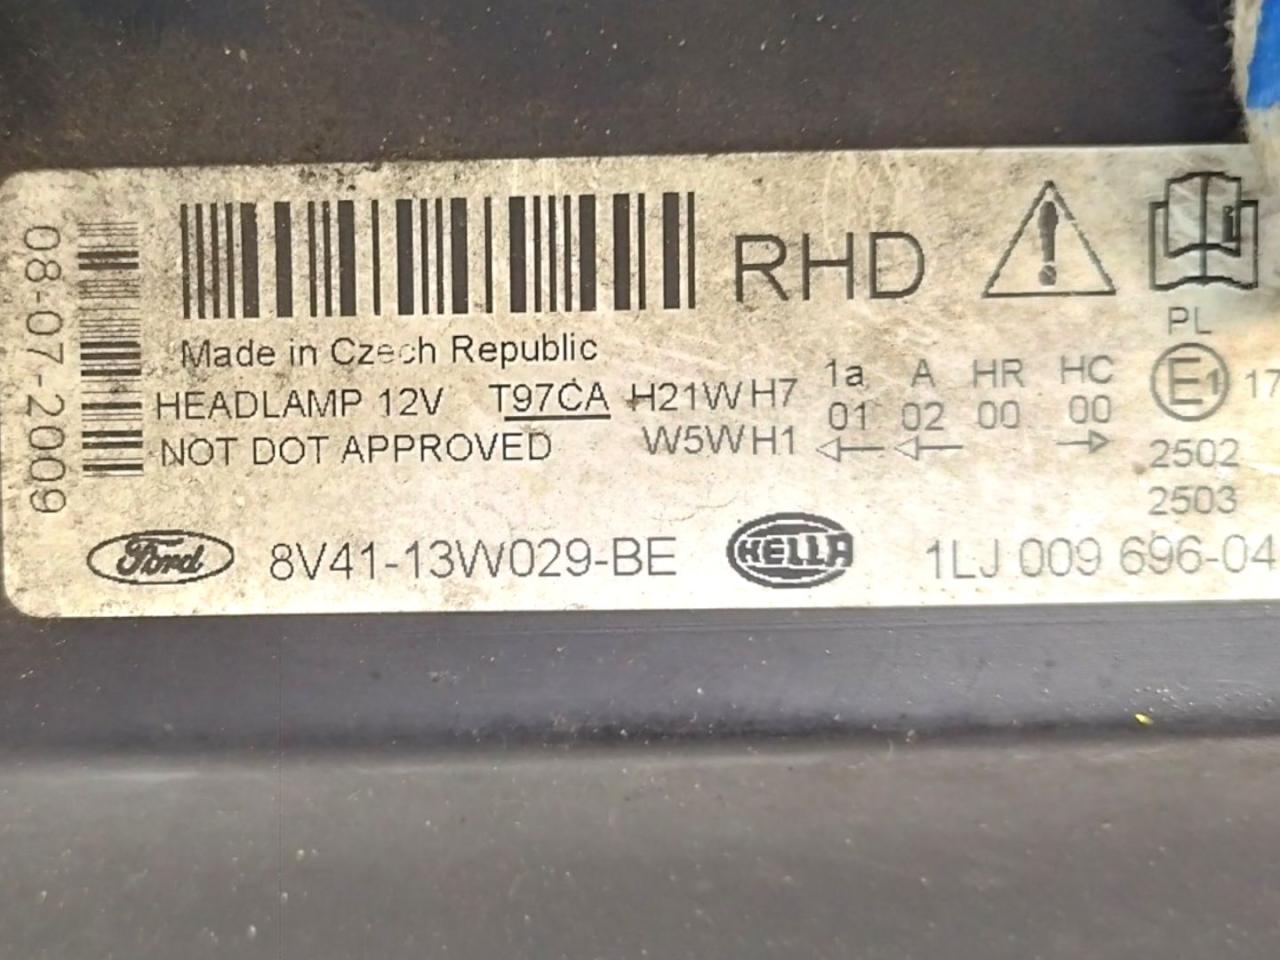 08-07-2009
RHD
Made in Czech Republic
HEADLAMP 12V T97CA H21W H7
NOT DOT APPROVED W5W H1
1a A HR HC
01 02 00 00
PL
E1 17
2502
2503
Ford 8V41-13W029-BE HELLA 1LJ 009 696-04